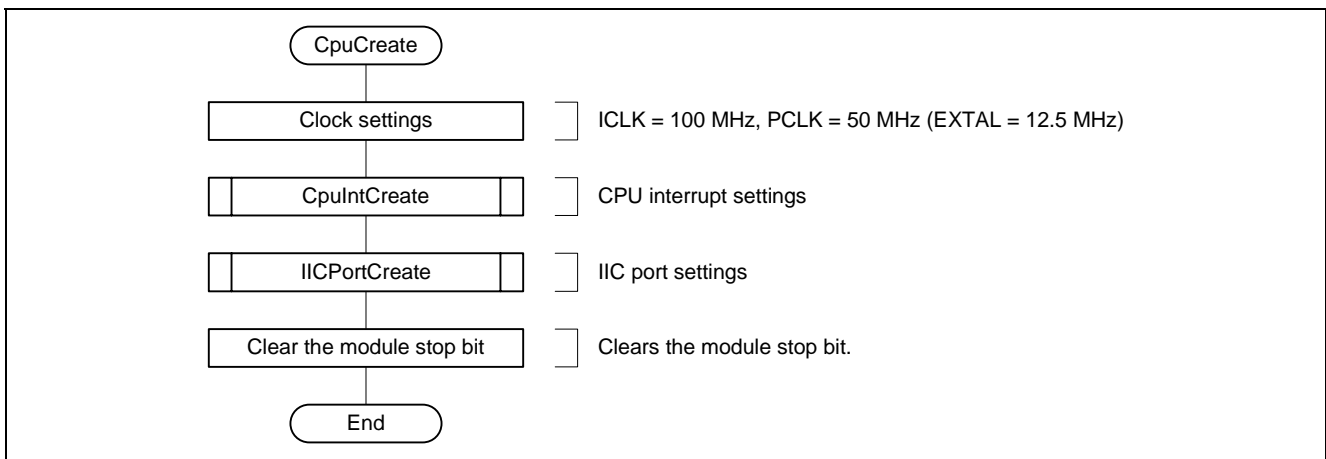 CpuCreate
Clock settings
ICLK = 100 MHz, PCLK = 50 MHz (EXTAL = 12.5 MHz)
CpuIntCreate
CPU interrupt settings
IICPortCreate
IIC port settings
Clear the module stop bit
Clears the module stop bit.
End